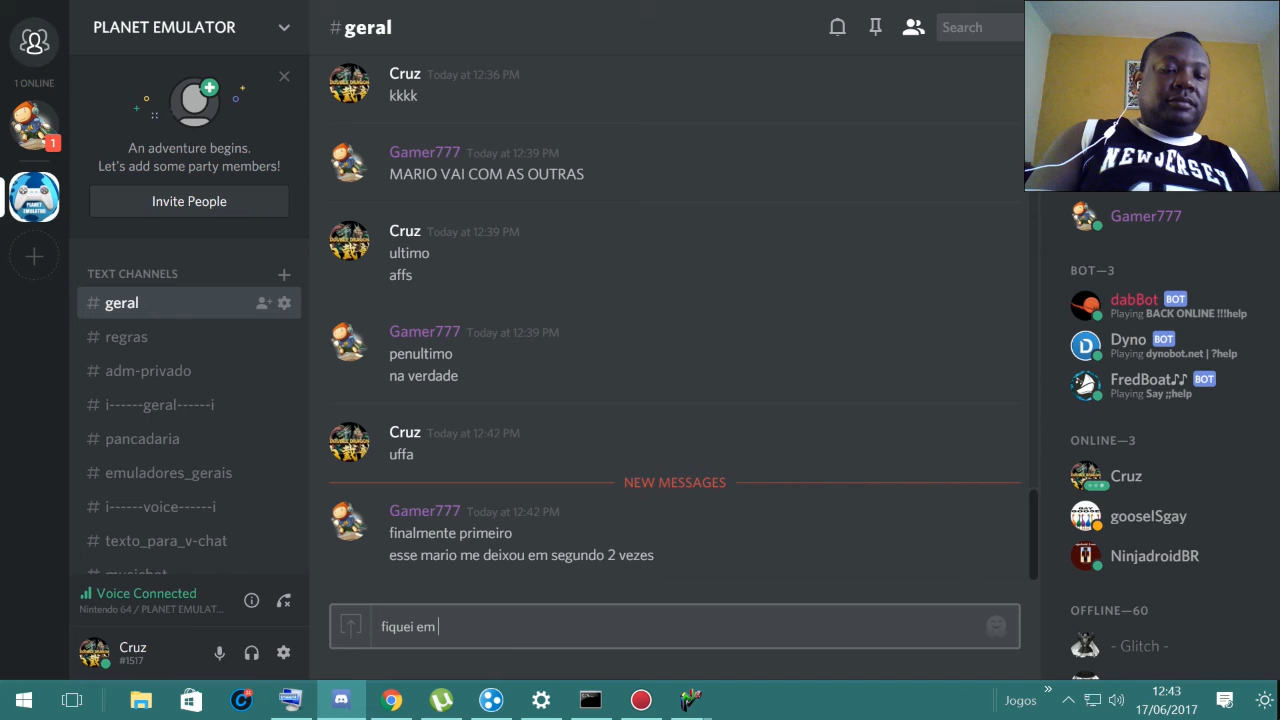 PLANET EMULATOR
1 ONLINE
1
An adventure begins.
Let's add some party members!
Invite People
TEXT CHANNELS
# geral
# regras
# adm-privado
# i------geral------i
# pancadaria
# emuladores_gerais
# i------voice------i
# texto_para_v-chat
Voice Connected
Nintendo 64 / PLANET EMULAT...
Cruz
#1517
#geral
Search
Cruz Today at 12:36 PM
kkkk
Gamer777 Today at 12:39 PM
MARIO VAI COM AS OUTRAS
Cruz Today at 12:39 PM
ultimo
affs
Gamer777 Today at 12:39 PM
penultimo
na verdade
Cruz Today at 12:42 PM
uffa
NEW MESSAGES
Gamer777 Today at 12:42 PM
finalmente primeiro
esse mario me deixou em segundo 2 vezes
fiquei em
NEW JERSEY
Gamer777
BOT—3
dabBot BOT
Playing BACK ONLINE !!!help
Dyno BOT
Playing dynobot.net | ?help
FredBoat♪♪ BOT
Playing Say ;;help
ONLINE—3
Cruz
gooseISgay
NinjadroidBR
OFFLINE—60
- Glitch -
Jogos
12:43
17/06/2017